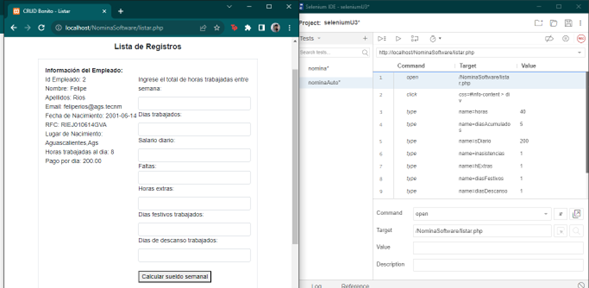 CRUD Bonito - Listar
localhost/NominaSoftware/listar.php
Lista de Registros
Información del Empleado:
Id Empleado: 2
Nombre: Felipe
Apellidos: Rios
Email: feliperios@ags.tecnm
Fecha de Nacimiento: 2001-06-14
RFC: RIEJ010614GVA
Lugar de Nacimiento:
Aguascalientes,Ags
Horas trabajadas al dia: 8
Pago por dia: 200.00
Ingrese el total de horas trabajadas entre
semana:
Dias trabajados:
Salario diario:
Faltas:
Horas extras:
Dias festivos trabajados:
Dias de descanso trabajados:
Calcular sueldo semanal
Selenium IDE - seleniumU3*
Project: seleniumU3*
Tests
Search tests...
nomina*
nominaAuto*
http://localhost/NominaSoftware/listar.php
Command Target Value
1 open /NominaSoftware/lista
r.php
2 click css=#info-content > di
v
3 type name=horas 40
4 type name=diasAcumulado
s 5
5 type name=sDiario 200
6 type name=inasistencias 1
7 type name=hExtras 1
8 type name=diasFestivos 1
9 type name=diasDescanso 1
Command open
Target /NominaSoftware/listar.php
Value
Description
Log Reference